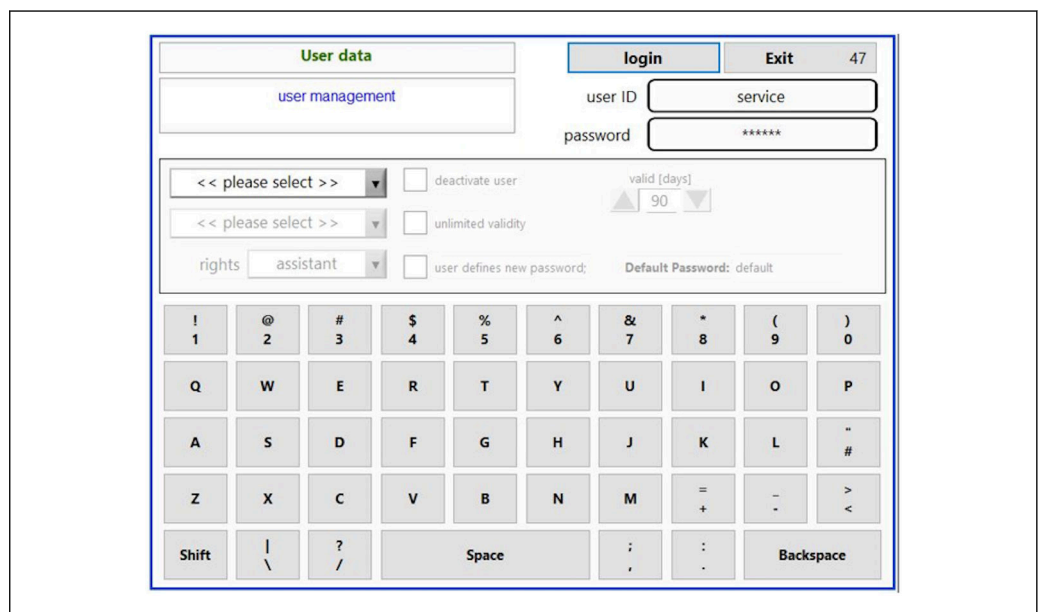 User data login Exit 47
user management user ID service
password ******
<< please select >> deactivate user valid [days]
90
<< please select >> unlimited validity
rights assistant user defines new password; Default Password: default
! @ # $ % ^ & * ( )
1 2 3 4 5 6 7 8 9 0
Q W E R T Y U I O P
A S D F G H J K L " #
Z X C V B N M = + _ - > <
Shift | \ ? / Space ; , : . Backspace